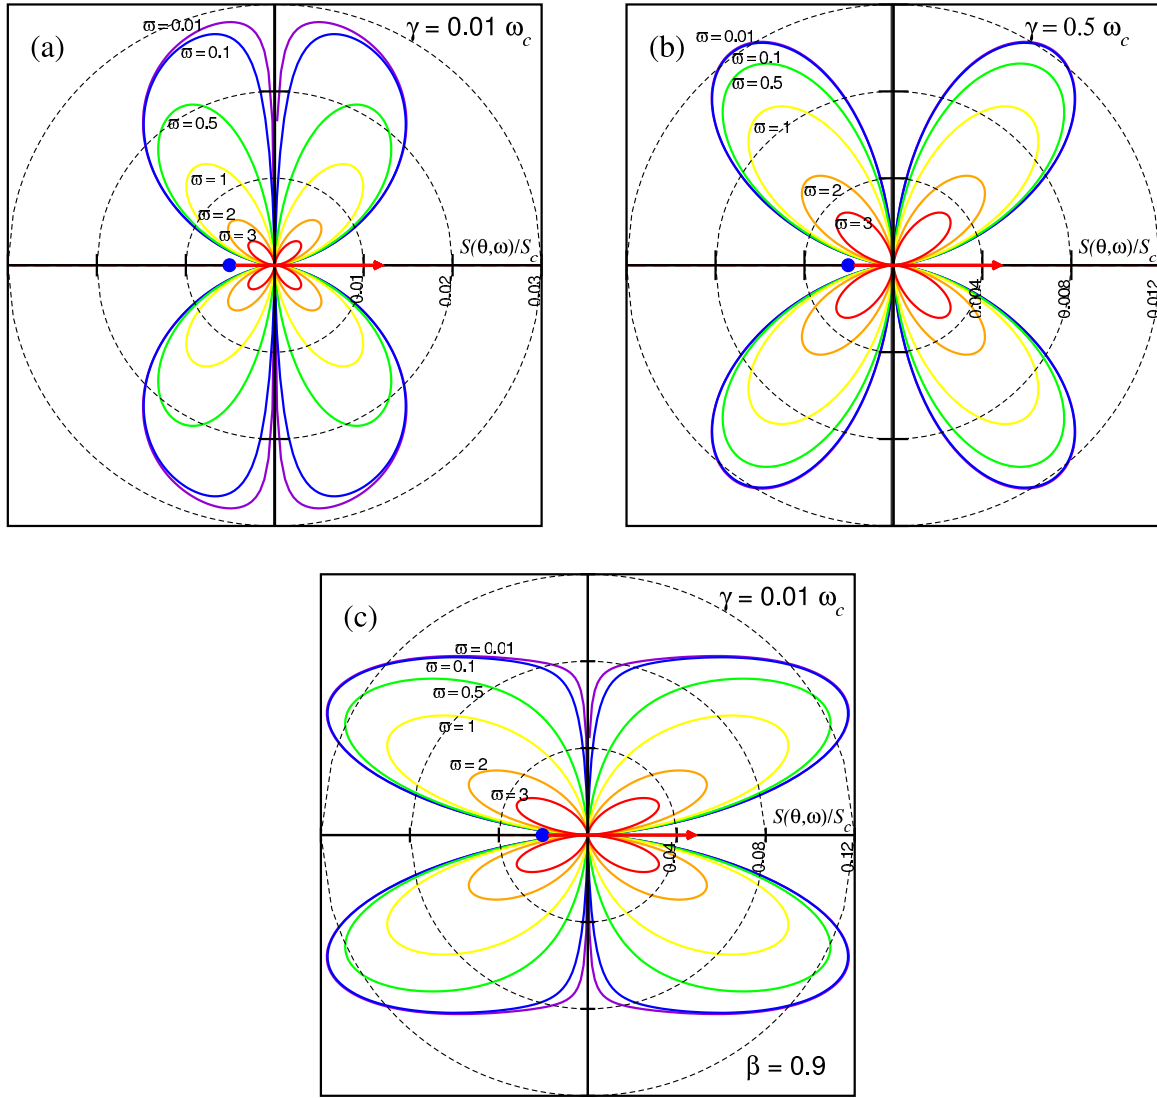 (a)
γ = 0.01 ω_c
ϖ=0.01
ϖ=0.1
ϖ=0.5
ϖ=1
ϖ=2
ϖ=3
S(θ,ω)/S_c
0.01
0.02
0.03
(b)
γ = 0.5 ω_c
ϖ=0.01
ϖ=0.1
ϖ=0.5
ϖ=1
ϖ=2
ϖ=3
S(θ,ω)/S_c
0.004
0.008
0.012
(c)
γ = 0.01 ω_c
ϖ=0.01
ϖ=0.1
ϖ=0.5
ϖ=1
ϖ=2
ϖ=3
S(θ,ω)/S_c
0.04
0.08
0.12
β = 0.9